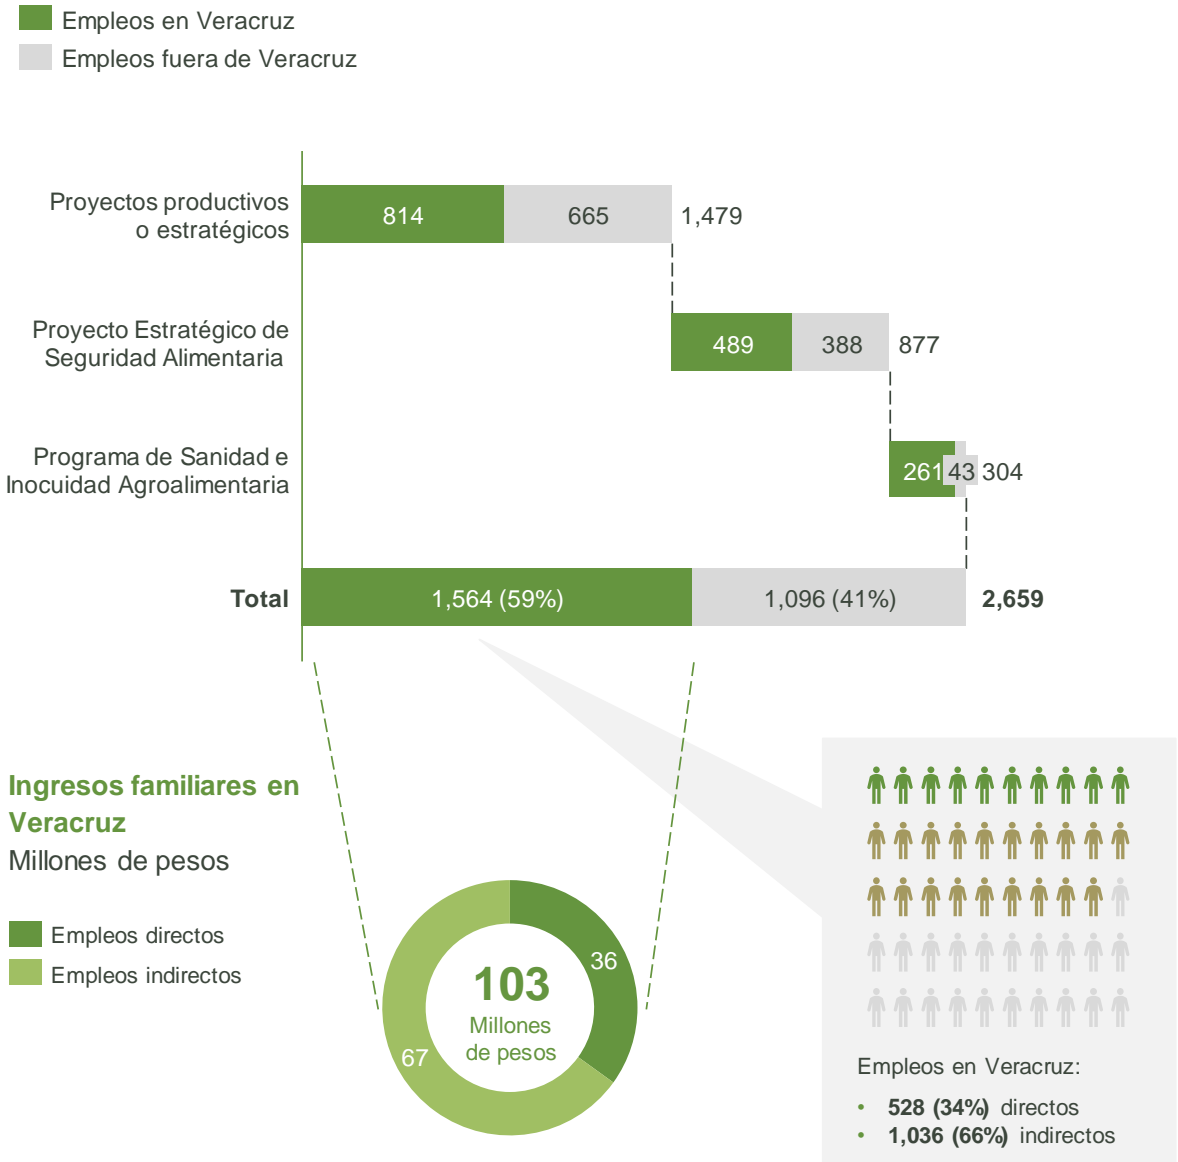 Empleos en Veracruz
Empleos fuera de Veracruz
Proyectos productivos
o estratégicos
814
665
1,479
Proyecto Estratégico de
Seguridad Alimentaria
489
388
877
Programa de Sanidad e
Inocuidad Agroalimentaria
261
43
304
Total
1,564 (59%)
1,096 (41%)
2,659
Ingresos familiares en
Veracruz
Millones de pesos
Empleos directos
Empleos indirectos
36
103
Millones
de pesos
67
Empleos en Veracruz:
• 528 (34%) directos
• 1,036 (66%) indirectos